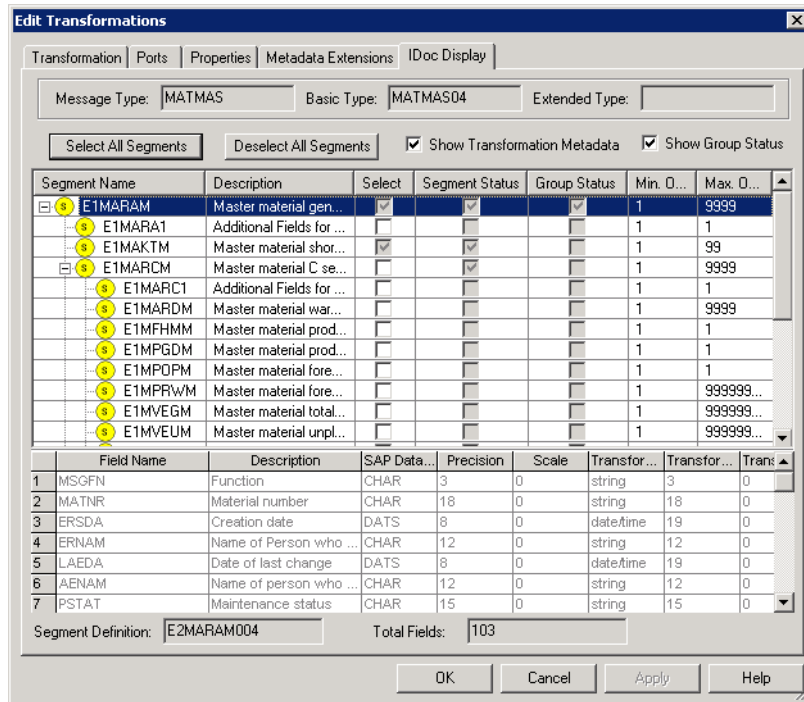 Edit Transformations
Transformation Ports Properties Metadata Extensions IDoc Display
Message Type: MATMAS Basic Type: MATMAS04 Extended Type:
Select All Segments Deselect All Segments Show Transformation Metadata Show Group Status
Segment Name Description Select Segment Status Group Status Min. O... Max. O...
S E1MARAM Master material gen... 1 9999
S E1MARA1 Additional Fields for ... 1 1
S E1MAKTM Master material shor... 1 99
S E1MARCM Master material C se... 1 9999
S E1MARC1 Additional Fields for ... 1 1
S E1MARDM Master material war... 1 9999
S E1MFHMM Master material prod... 1 1
S E1MPGDM Master material prod... 1 1
S E1MPOPM Master material fore... 1 1
S E1MPRWM Master material fore... 1 999999...
S E1MVEGM Master material total... 1 999999...
S E1MVEUM Master material unpl... 1 999999...
Field Name Description SAP Data... Precision Scale Transfor... Transfor... Trans
1 MSGFN Function CHAR 3 0 string 3 0
2 MATNR Material number CHAR 18 0 string 18 0
3 ERSDA Creation date DATS 8 0 date/time 19 0
4 ERNAM Name of Person who ... CHAR 12 0 string 12 0
5 LAEDA Date of last change DATS 8 0 date/time 19 0
6 AENAM Name of person who ... CHAR 12 0 string 12 0
7 PSTAT Maintenance status CHAR 15 0 string 15 0
Segment Definition: E2MARAM004 Total Fields: 103
OK Cancel Apply Help